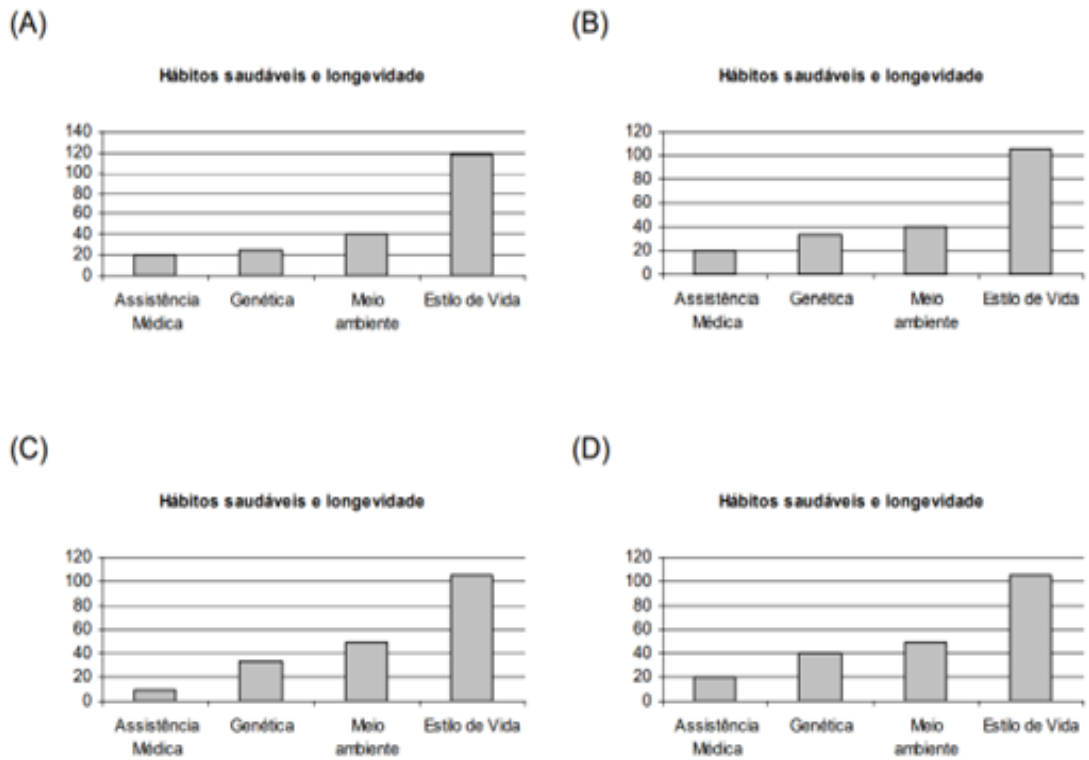 (A)
Hábitos saudáveis e longevidade
140
120
100
80
60
40
20
0
Assistência
Médica
Genética
Meio
ambiente
Estilo de Vida
(B)
Hábitos saudáveis e longevidade
120
100
80
60
40
20
0
Assistência
Médica
Genética
Meio
ambiente
Estilo de Vida
(C)
Hábitos saudáveis e longevidade
120
100
80
60
40
20
0
Assistência
Médica
Genética
Meio
ambiente
Estilo de Vida
(D)
Hábitos saudáveis e longevidade
120
100
80
60
40
20
0
Assistência
Médica
Genética
Meio
ambiente
Estilo de Vida